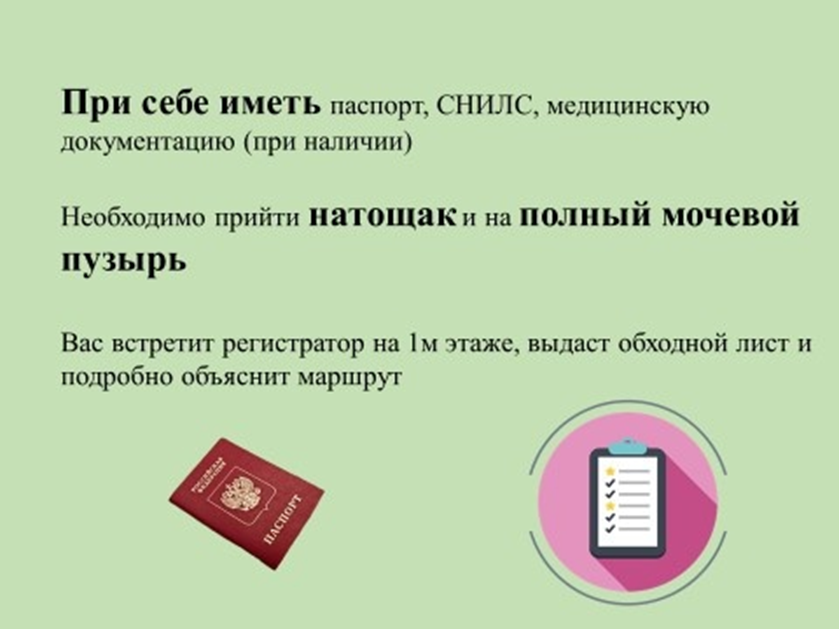 При себе иметь паспорт, СНИЛС, медицинскую
документацию (при наличии)
Необходимо прийти натощак и на полный мочевой
пузырь
Вас встретит регистратор на 1м этаже, выдаст обходной лист и
подробно объяснит маршрут
РОССИЙСКАЯ
ФЕДЕРАЦИЯ
ПАСПОРТ